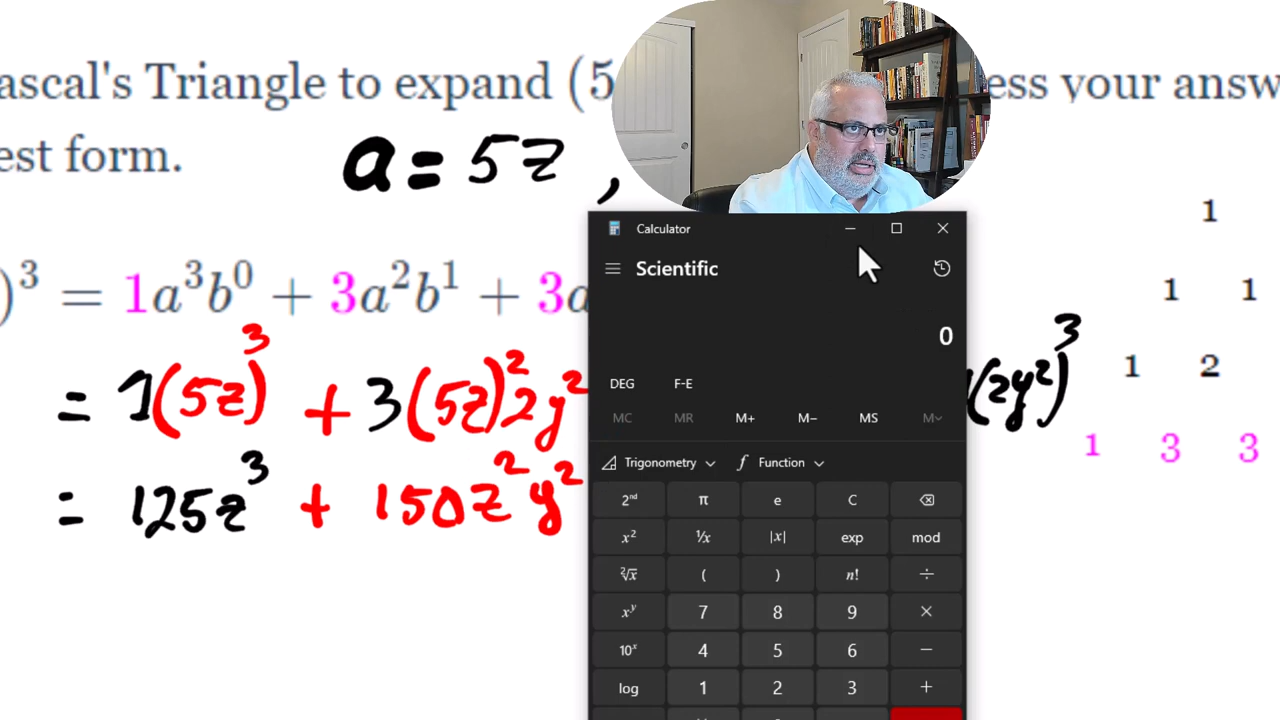 ascal's Triangle to expand (5 ess your answ
est form. a = 5z ,
)³ = 1a³b⁰ + 3a²b¹ + 3a
= 1(5z)³ + 3(5z)²2y² (2y²)³
= 125z³ + 150z²y²
Calculator
Scientific
0
DEG F-E
MC MR M+ M− MS M˅
Trigonometry f Function
2ⁿᵈ π e C
x² ¹/x |x| exp mod
²√x ( ) n! ÷
xʸ 7 8 9 ×
10ˣ 4 5 6 −
log 1 2 3 +
1
1 1
1 2
1 3 3